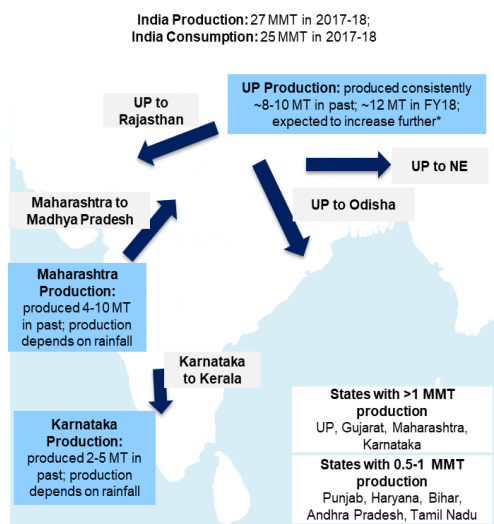 India Production: 27 MMT in 2017-18;
India Consumption: 25 MMT in 2017-18
UP to
Rajasthan
UP Production: produced consistently
~8-10 MT in past; ~12 MT in FY18;
expected to increase further*
UP to NE
Maharashtra to
Madhya Pradesh
UP to Odisha
Maharashtra
Production:
produced 4-10 MT
in past; production
depends on rainfall
Karnataka
to Kerala
Karnataka
Production:
produced 2-5 MT in
past; production
depends on rainfall
States with >1 MMT
production
UP, Gujarat, Maharashtra,
Karnataka
States with 0.5-1 MMT
production
Punjab, Haryana, Bihar,
Andhra Pradesh, Tamil Nadu